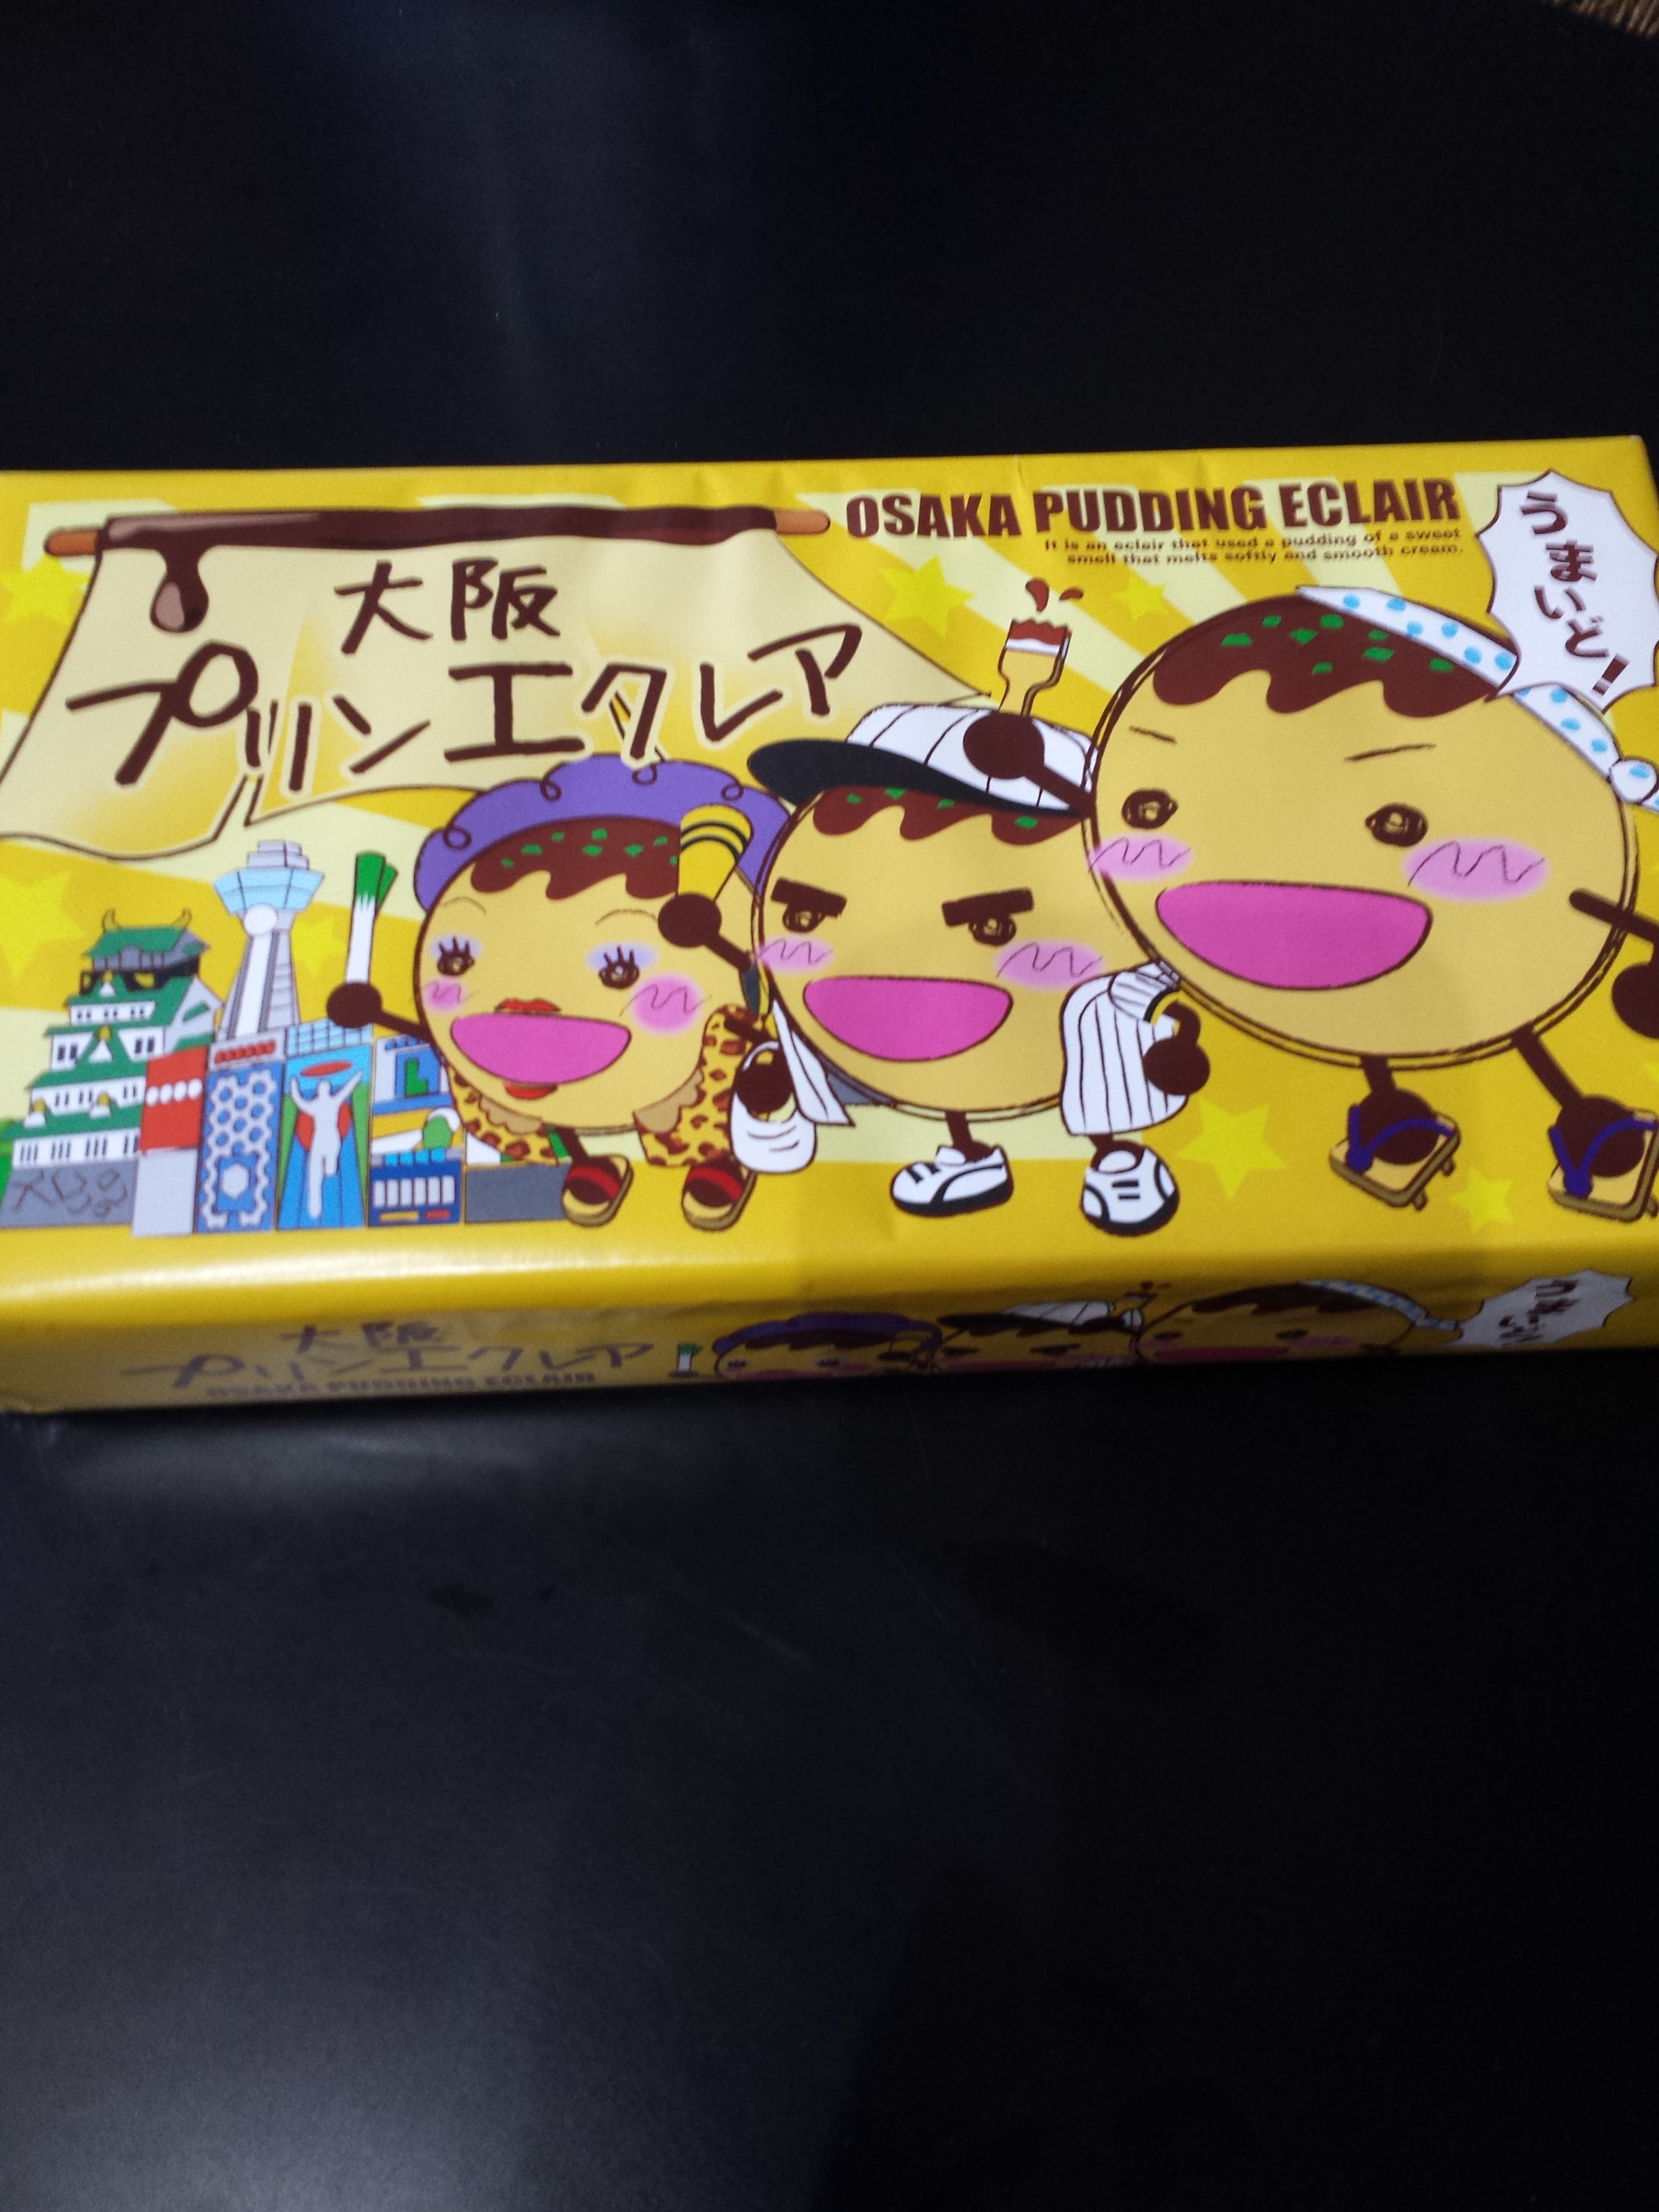 大阪
プリンエクレア
OSAKA PUDDING ECLAIR
It is an eclair that used a pudding of a sweet
smell that melts softly and smooth cream.
うまいど!
大阪
プリンエクレア
OSAKA PUDDING ECLAIR